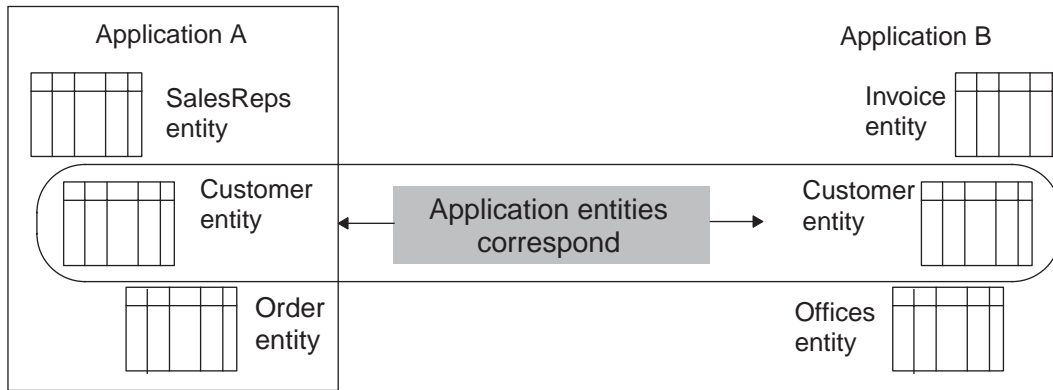 Application A
Application B
SalesReps
entity
Invoice
entity
Customer
entity
Application entities
correspond
Customer
entity
Order
entity
Offices
entity